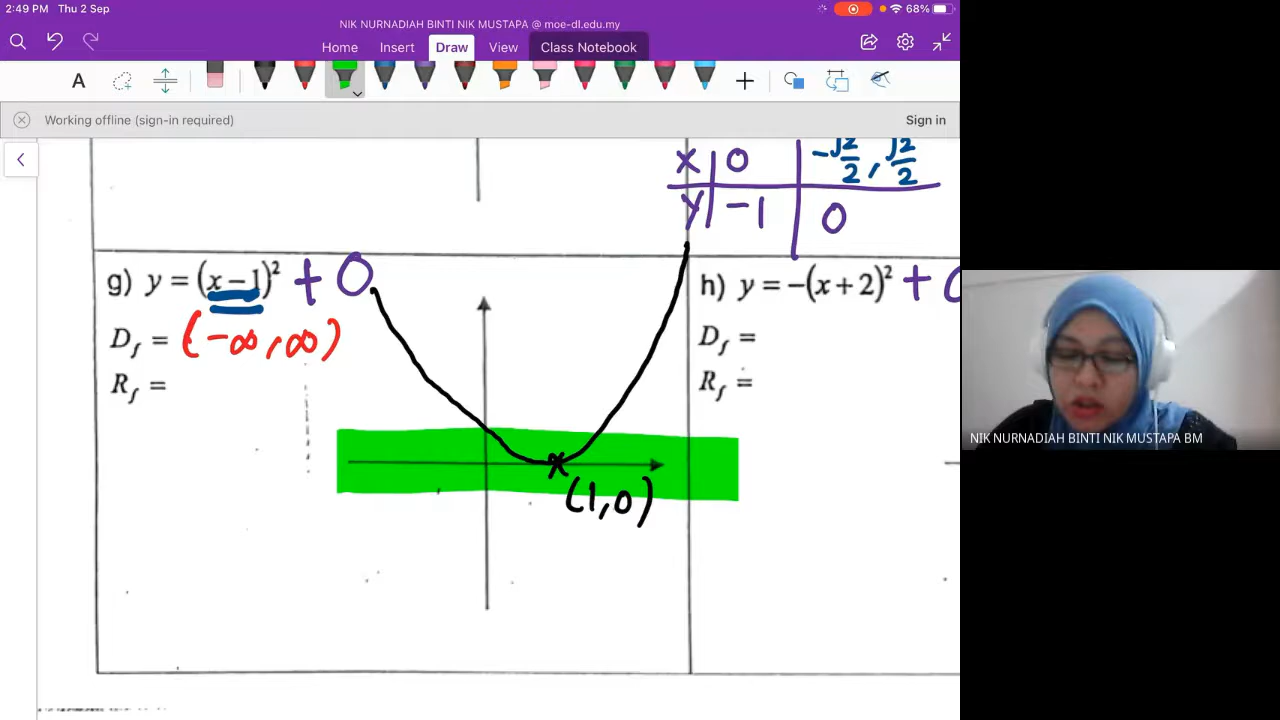 2:49 PM Thu 2 Sep
68%
NIK NURNADIAH BINTI NIK MUSTAPA @ moe-dl.edu.my
Home Insert Draw View Class Notebook
A
Working offline (sign-in required)
Sign in
x 0 -√2/2, √2/2
y -1 0
g) y = (x – 1)² + 0
D_f = (-∞, ∞)
R_f =
(1,0)
h) y = –(x + 2)² + 0
D_f =
R_f =
NIK NURNADIAH BINTI NIK MUSTAPA BM